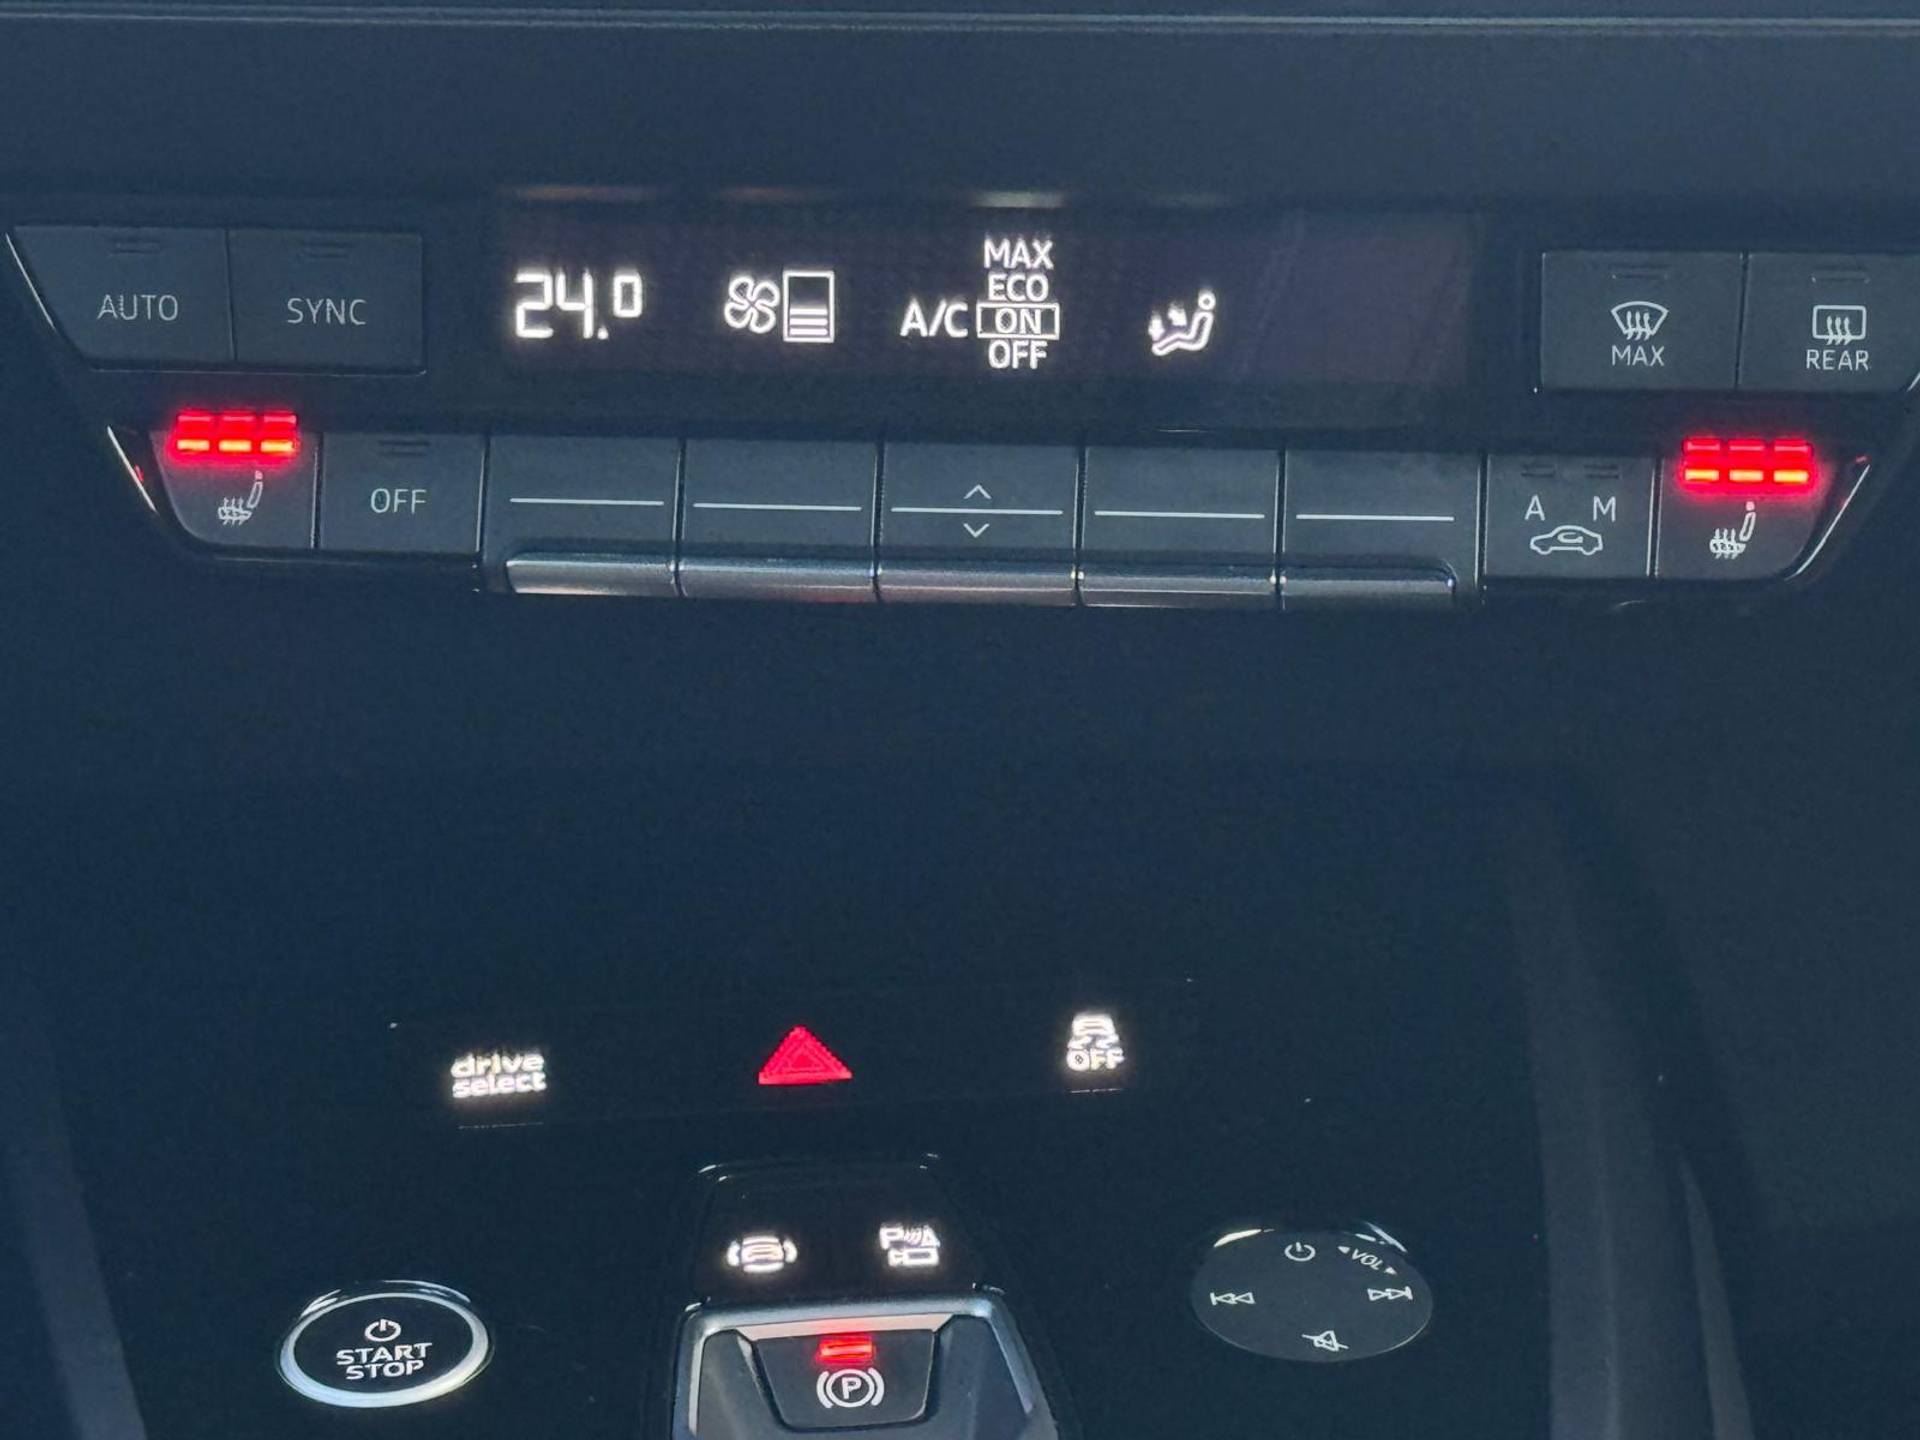 AUTO
SYNC
24.0
A/C
MAX
ECO
ON
OFF
MAX
REAR
OFF
A M
drive
select
OFF
P
START
STOP
P
VOL